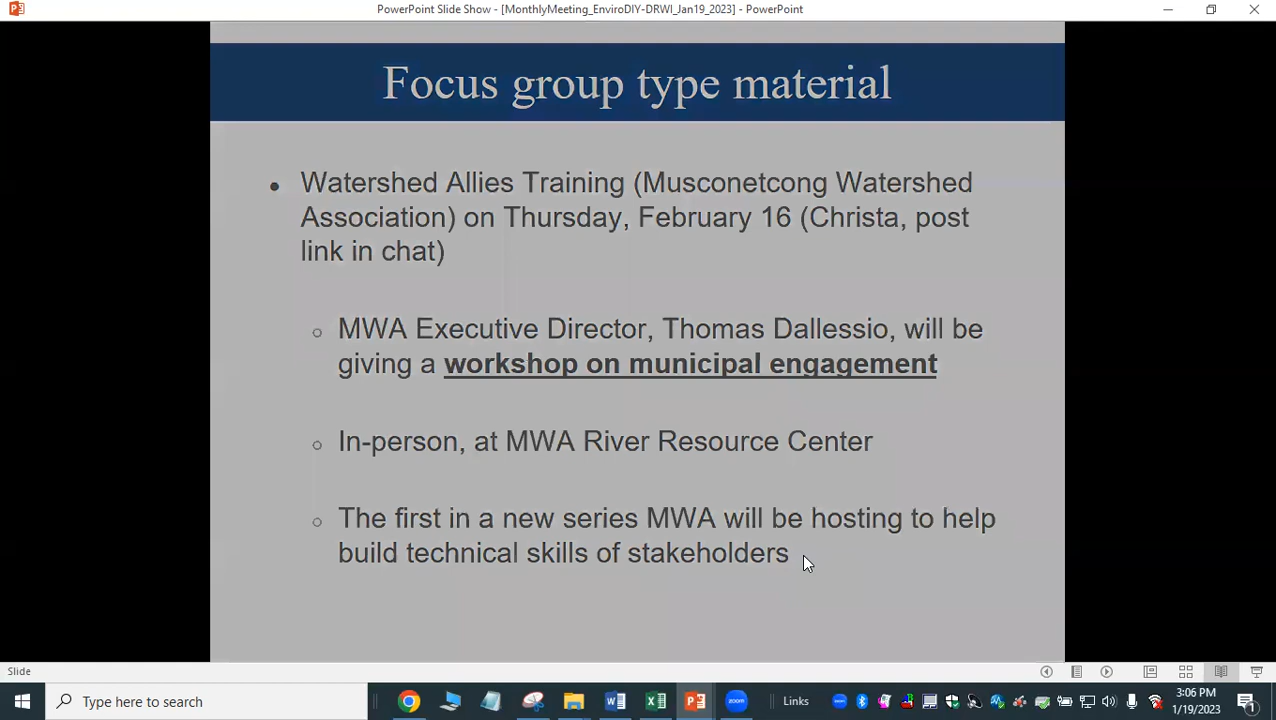 PowerPoint Slide Show - [MonthlyMeeting_EnviroDIY-DRWI_Jan19_2023] - PowerPoint
Focus group type material
• Watershed Allies Training (Musconetcong Watershed
Association) on Thursday, February 16 (Christa, post
link in chat)
○ MWA Executive Director, Thomas Dallessio, will be
giving a workshop on municipal engagement
○ In-person, at MWA River Resource Center
○ The first in a new series MWA will be hosting to help
build technical skills of stakeholders
Slide
Type here to search
zoom
Links
3:06 PM
1/19/2023
1